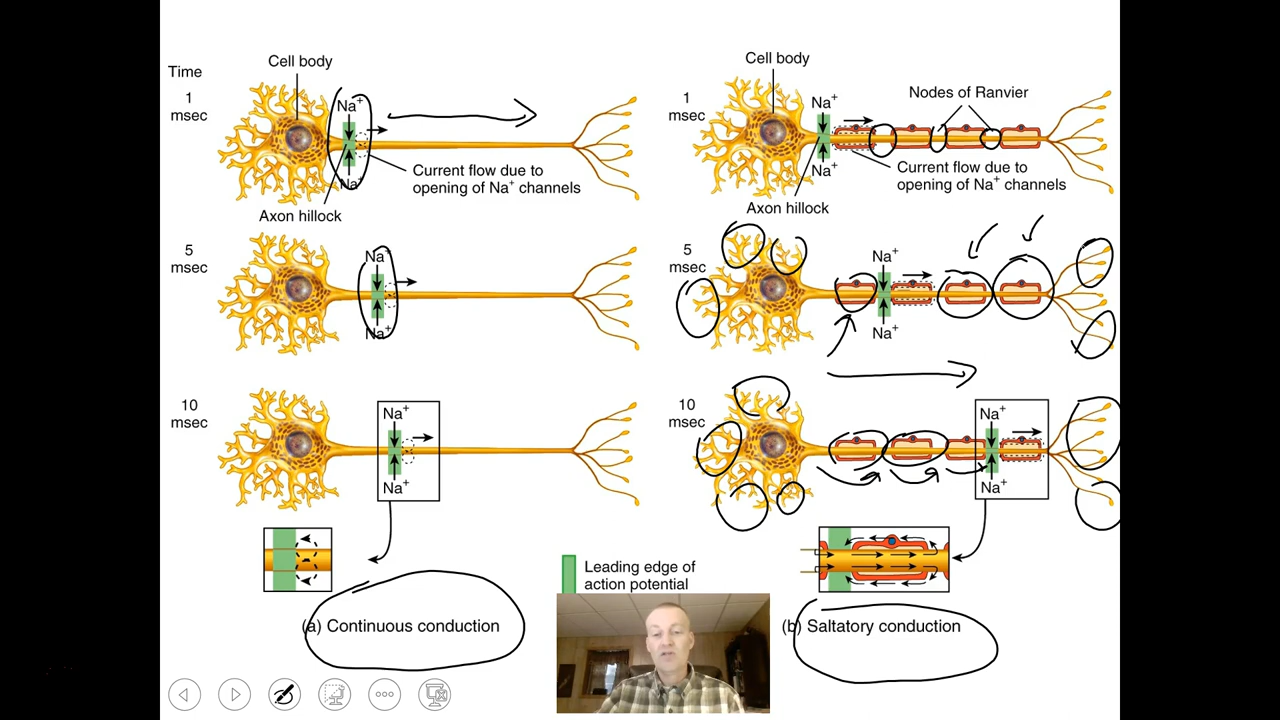 Time
1
msec
Cell body
Na+
Na+
Current flow due to
opening of Na+ channels
Axon hillock
5
msec
Na+
Na+
10
msec
Na+
Na+
(a) Continuous conduction
Leading edge of
action potential
1
msec
Cell body
Na+
Na+
Nodes of Ranvier
Current flow due to
opening of Na+ channels
Axon hillock
5
msec
Na+
Na+
10
msec
Na+
Na+
(b) Saltatory conduction